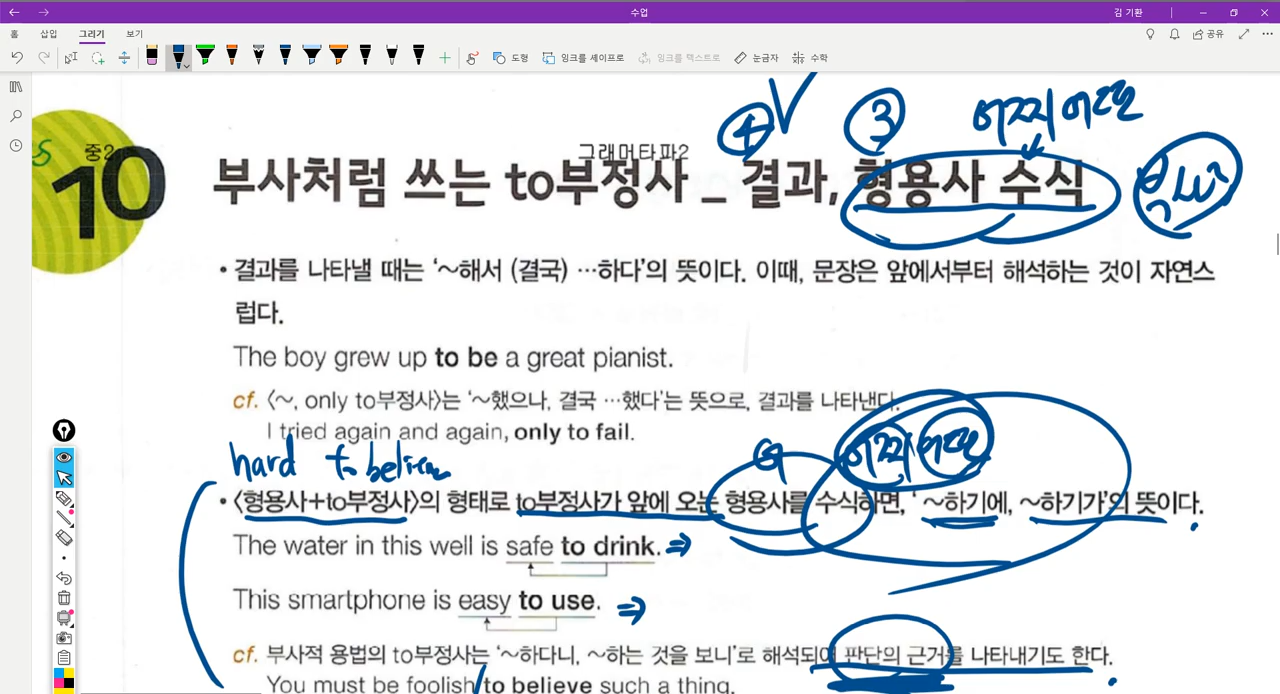 수업
김 기환
홈 삽입 그리기 보기
공유
도형 잉크를 셰이프로 잉크를 텍스트로 눈금자 수학
4 3
5 중2 그래머타파2
10 부사처럼 쓰는 to부정사 _ 결과, 형용사 수식
• 결과를 나타낼 때는 ‘~해서 (결국) …하다’의 뜻이다. 이때, 문장은 앞에서부터 해석하는 것이 자연스
럽다.
The boy grew up to be a great pianist.
cf. 〈~, only to부정사〉는 ‘~했으나, 결국 …했다’는 뜻으로, 결과를 나타낸다.
I tried again and again, only to fail.
hard to believe
• 〈형용사+to부정사〉의 형태로 to부정사가 앞에 오는 형용사를 수식하면, ‘ ~하기에, ~하기가’의 뜻이다.
The water in this well is safe to drink. ⇒
This smartphone is easy to use. ⇒
cf. 부사적 용법의 to부정사는 ‘~하다니, ~하는 것을 보니’로 해석되어 판단의 근거를 나타내기도 한다.
You must be foolish / to believe such a thing.